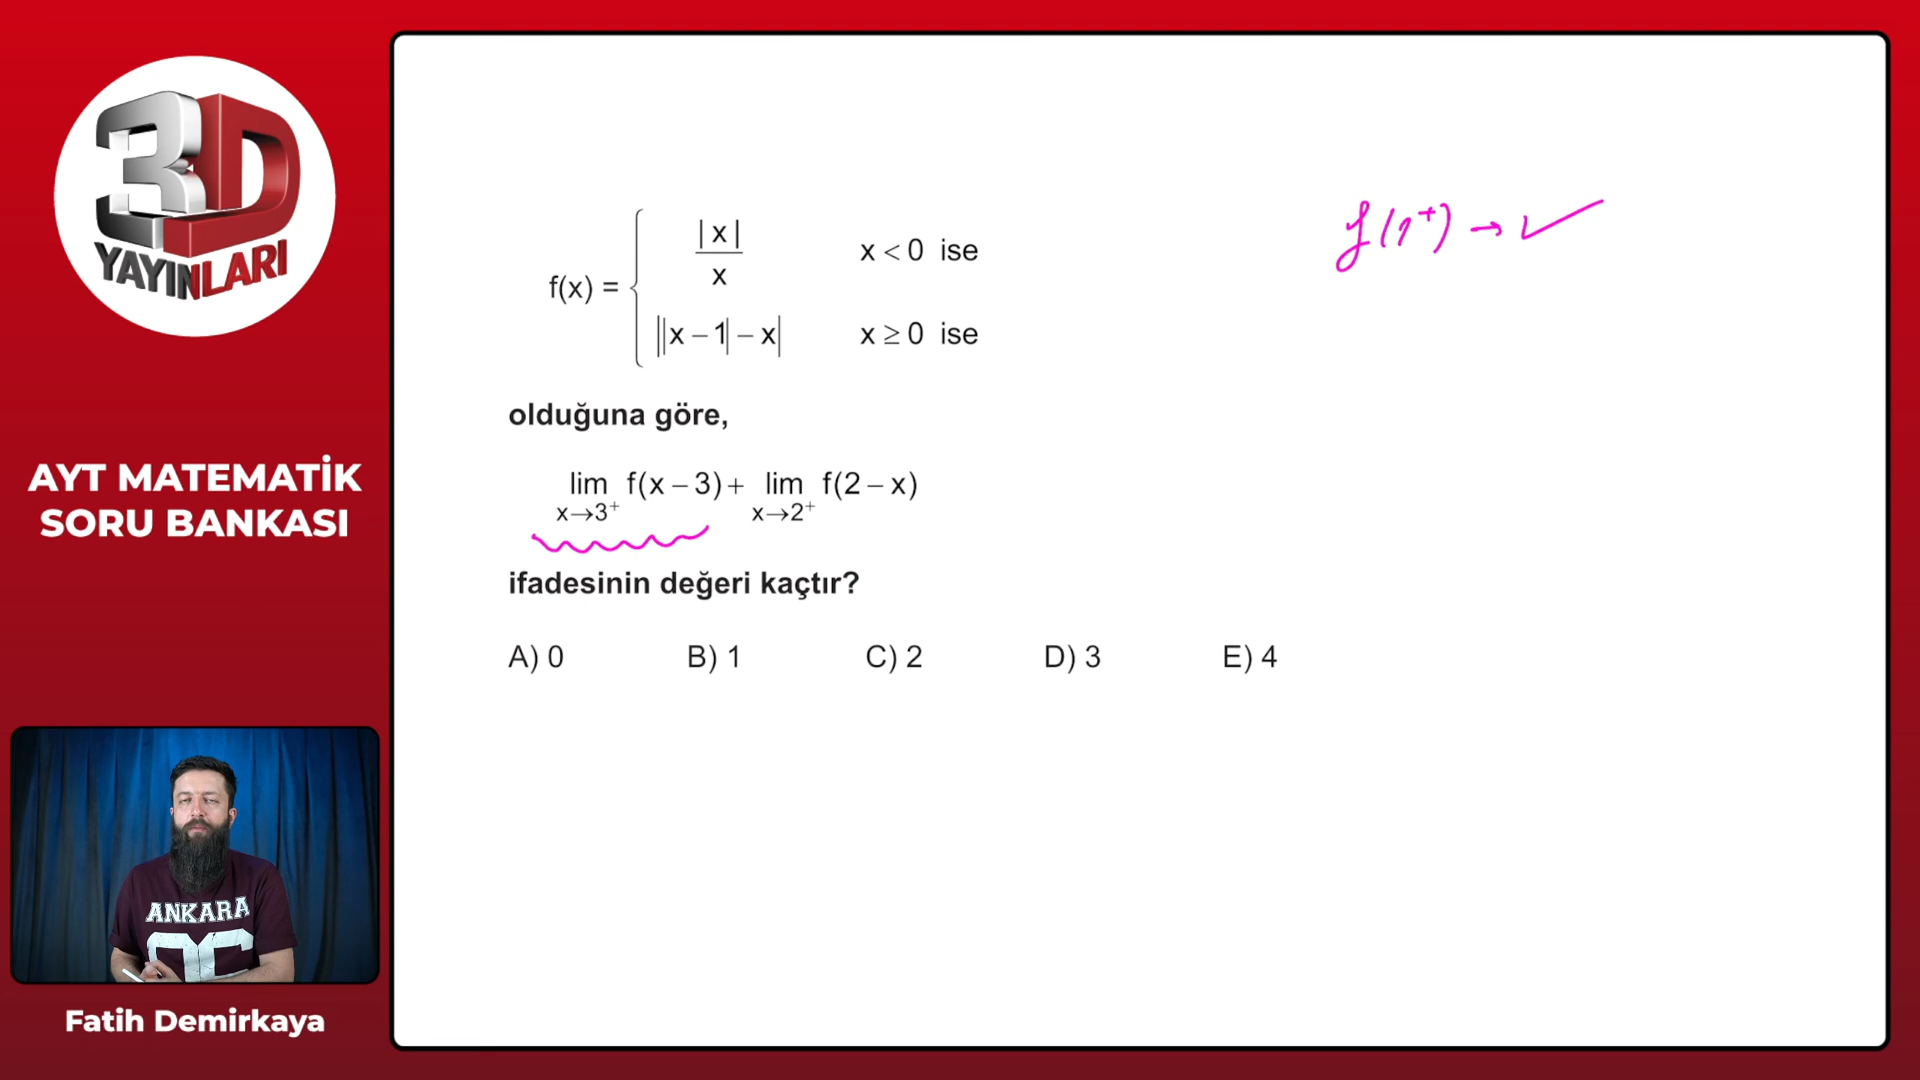 3D
YAYINLARI
AYT MATEMATİK
SORU BANKASI
f(x) = { |x| / x x < 0 ise
||x – 1| – x| x ≥ 0 ise
f(1⁺) → ✓
olduğuna göre,
lim x→3⁺ f(x – 3) + lim x→2⁺ f(2 – x)
ifadesinin değeri kaçtır?
A) 0 B) 1 C) 2 D) 3 E) 4
ANKARA
Fatih Demirkaya